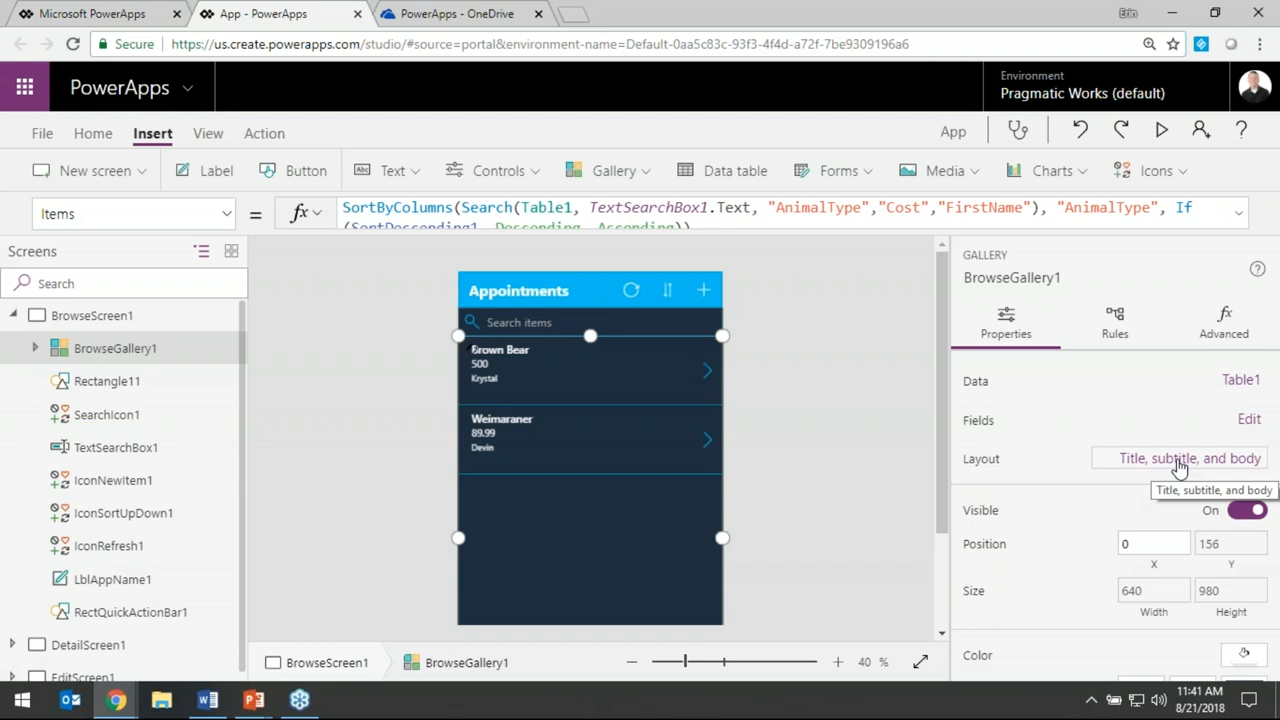 Microsoft PowerApps
App - PowerApps
PowerApps - OneDrive
Erin
Secure
https://us.create.powerapps.com/studio/#source=portal&environment-name=Default-0aa5c83c-93f3-4f4d-a72f-7be9309196a6
PowerApps
Environment
Pragmatic Works (default)
File
Home
Insert
View
Action
App
New screen
Label
Button
Text
Controls
Gallery
Data table
Forms
Media
Charts
Icons
Items
=
fx
SortByColumns(Search(Table1, TextSearchBox1.Text, "AnimalType","Cost","FirstName"), "AnimalType", If
(SortDescending1, Descending, Ascending))
Screens
Search
BrowseScreen1
BrowseGallery1
Rectangle11
SearchIcon1
TextSearchBox1
IconNewItem1
IconSortUpDown1
IconRefresh1
LblAppName1
RectQuickActionBar1
DetailScreen1
EditScreen1
Appointments
Search items
Brown Bear
500
Krystal
Weimaraner
89.99
Devin
BrowseScreen1
BrowseGallery1
40 %
GALLERY
BrowseGallery1
Properties
Rules
Advanced
Data
Table1
Fields
Edit
Layout
Title, subtitle, and body
Title, subtitle, and body
Visible
On
Position
0
156
X
Y
Size
640
980
Width
Height
Color
11:41 AM
8/21/2018